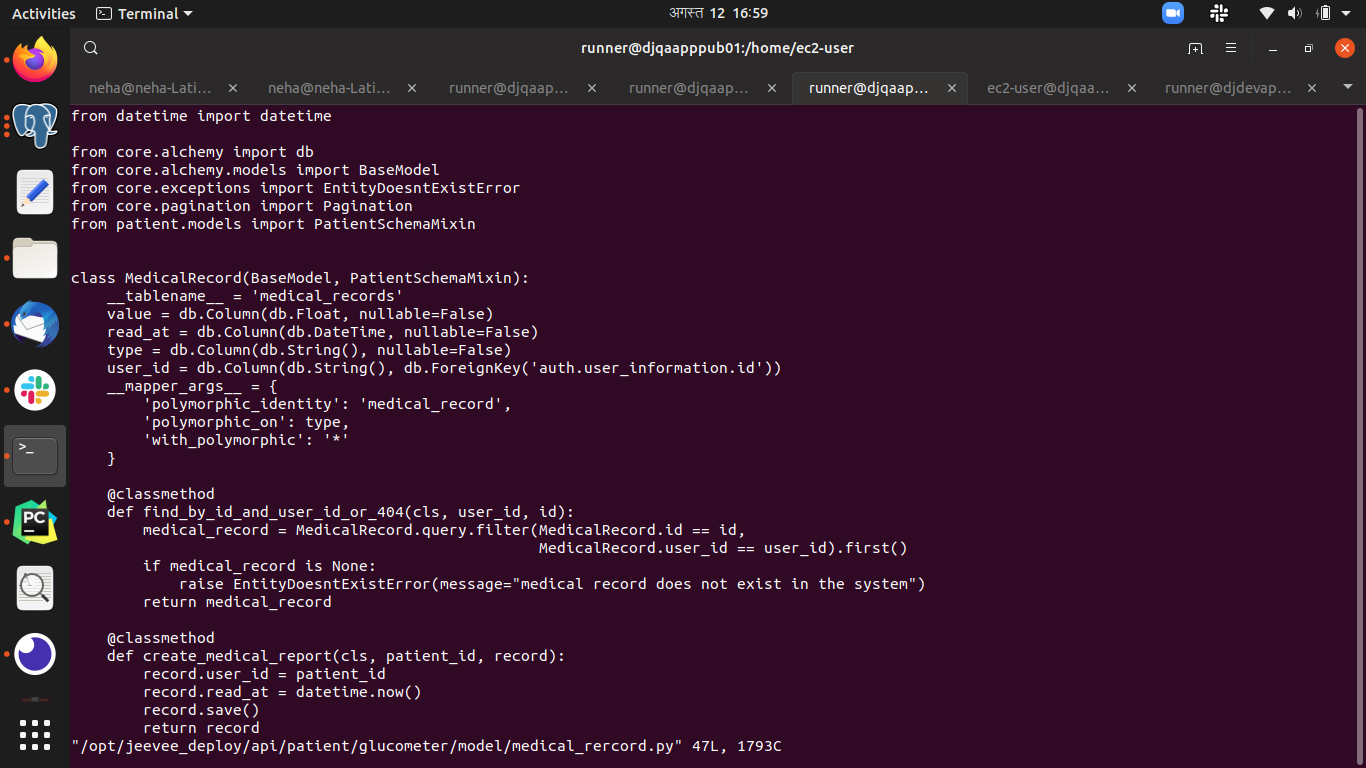 Activities Terminal अगस्त 12 16:59
runner@djqaapppub01:/home/ec2-user
neha@neha-Lati... neha@neha-Lati... runner@djqaap... runner@djqaap... runner@djqaap... ec2-user@djqaa... runner@djdevap...
from datetime import datetime
from core.alchemy import db
from core.alchemy.models import BaseModel
from core.exceptions import EntityDoesntExistError
from core.pagination import Pagination
from patient.models import PatientSchemaMixin
class MedicalRecord(BaseModel, PatientSchemaMixin):
    __tablename__ = 'medical_records'
    value = db.Column(db.Float, nullable=False)
    read_at = db.Column(db.DateTime, nullable=False)
    type = db.Column(db.String(), nullable=False)
    user_id = db.Column(db.String(), db.ForeignKey('auth.user_information.id'))
    __mapper_args__ = {
        'polymorphic_identity': 'medical_record',
        'polymorphic_on': type,
        'with_polymorphic': '*'
    }
    @classmethod
    def find_by_id_and_user_id_or_404(cls, user_id, id):
        medical_record = MedicalRecord.query.filter(MedicalRecord.id == id,
                                                    MedicalRecord.user_id == user_id).first()
        if medical_record is None:
            raise EntityDoesntExistError(message="medical record does not exist in the system")
        return medical_record
    @classmethod
    def create_medical_report(cls, patient_id, record):
        record.user_id = patient_id
        record.read_at = datetime.now()
        record.save()
        return record
"/opt/jeevee_deploy/api/patient/glucometer/model/medical_rercord.py" 47L, 1793C
>_
PC